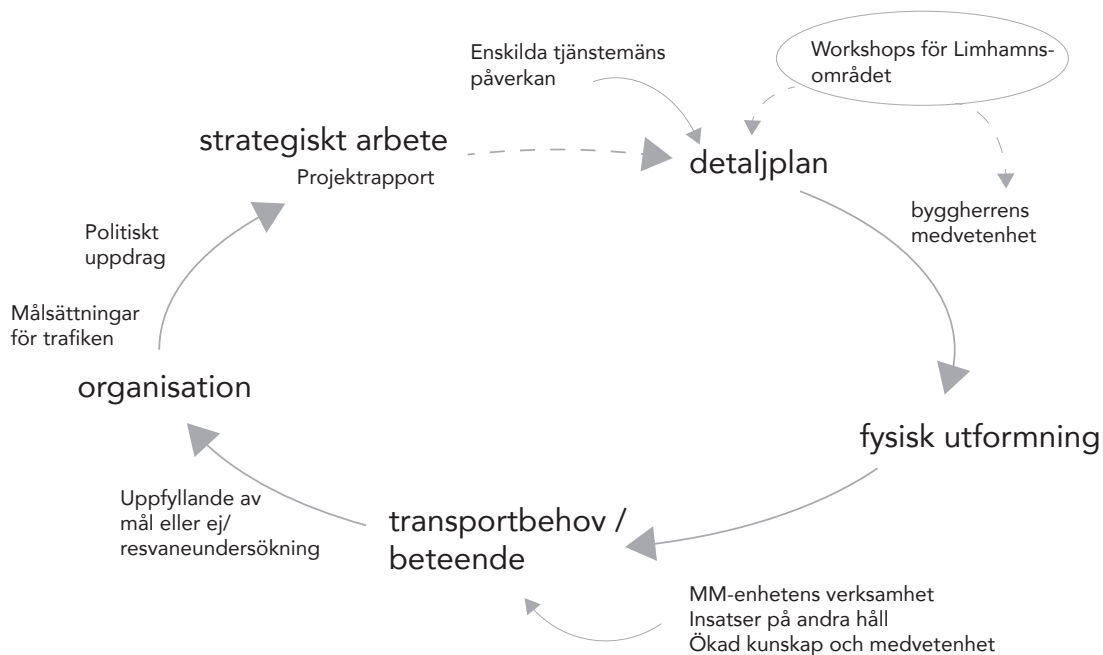 Enskilda tjänstemäns
påverkan
Workshops för Limhamns-
området
strategiskt arbete
Projektrapport
detaljplan
byggherrens
medvetenhet
Politiskt
uppdrag
Målsättningar
för trafiken
organisation
fysisk utformning
Uppfyllande av
mål eller ej/
resvaneundersökning
transportbehov /
beteende
MM-enhetens verksamhet
Insatser på andra håll
Ökad kunskap och medvetenhet